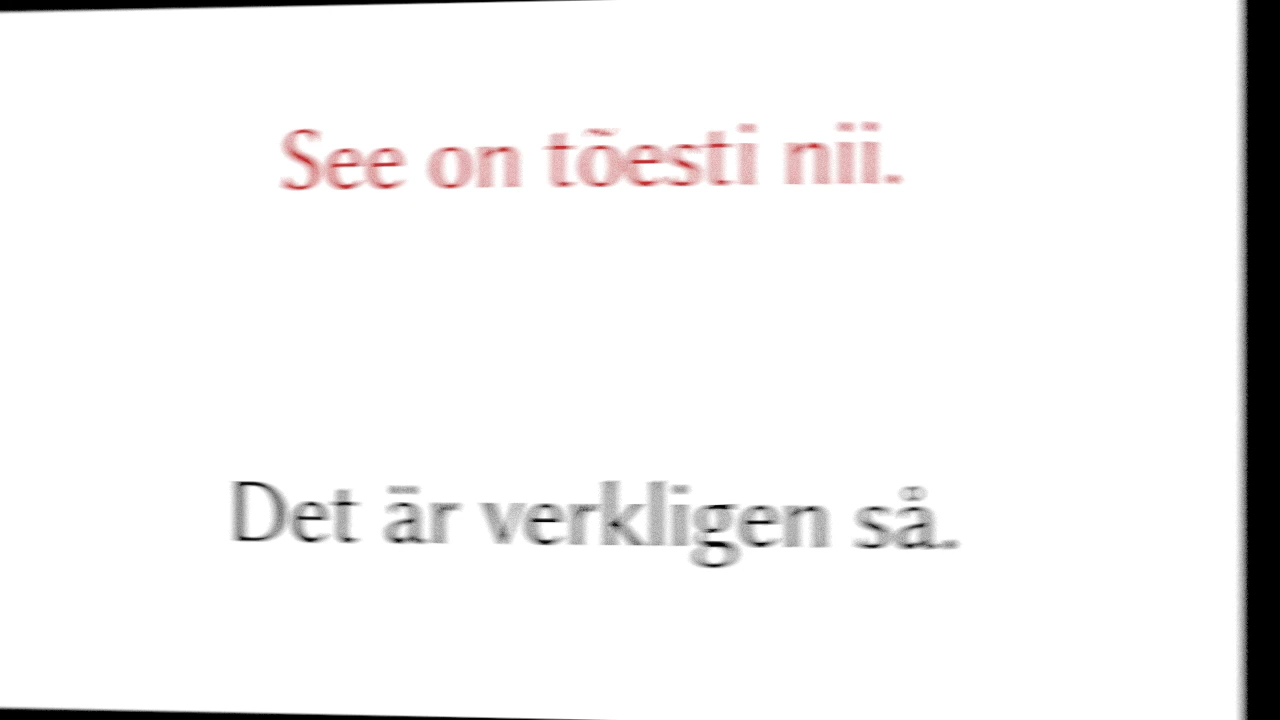 See on tõesti nii.
Det är verkligen så.